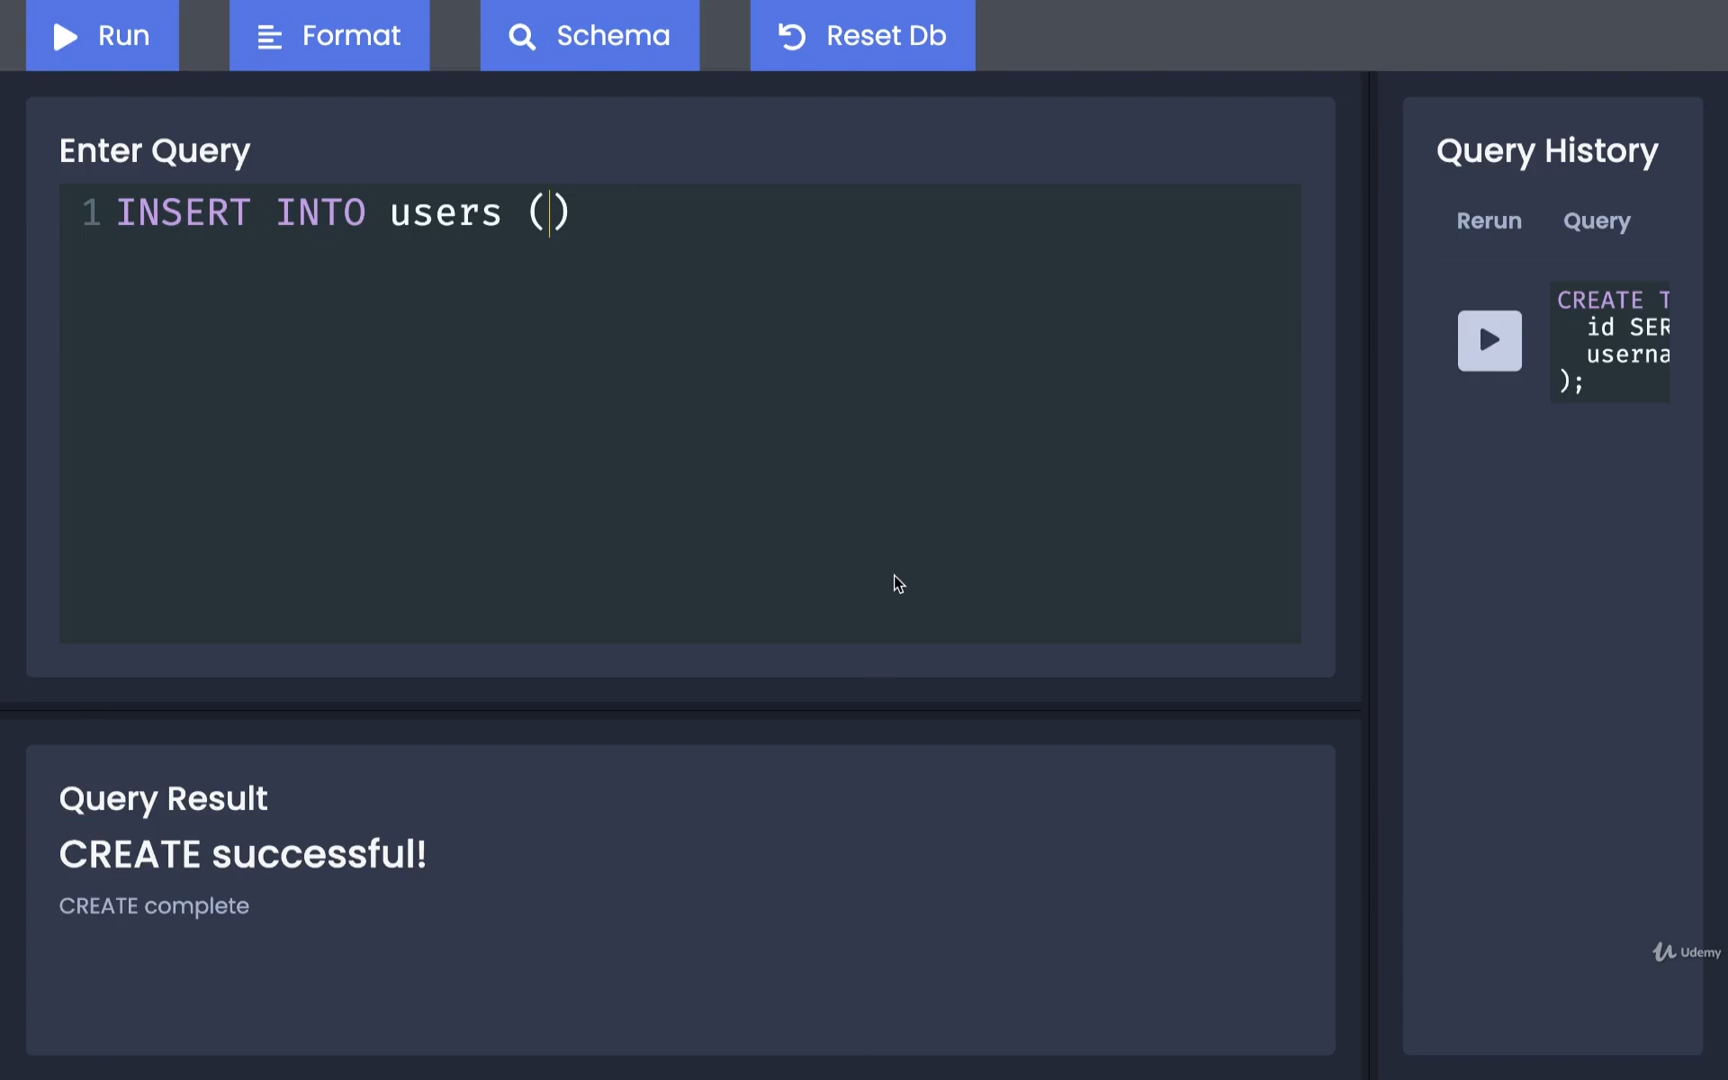 Run Format Schema Reset Db
Enter Query
1 INSERT INTO users ()
Query History
Rerun Query
CREATE T
id SER
userna
);
Query Result
CREATE successful!
CREATE complete
Udemy